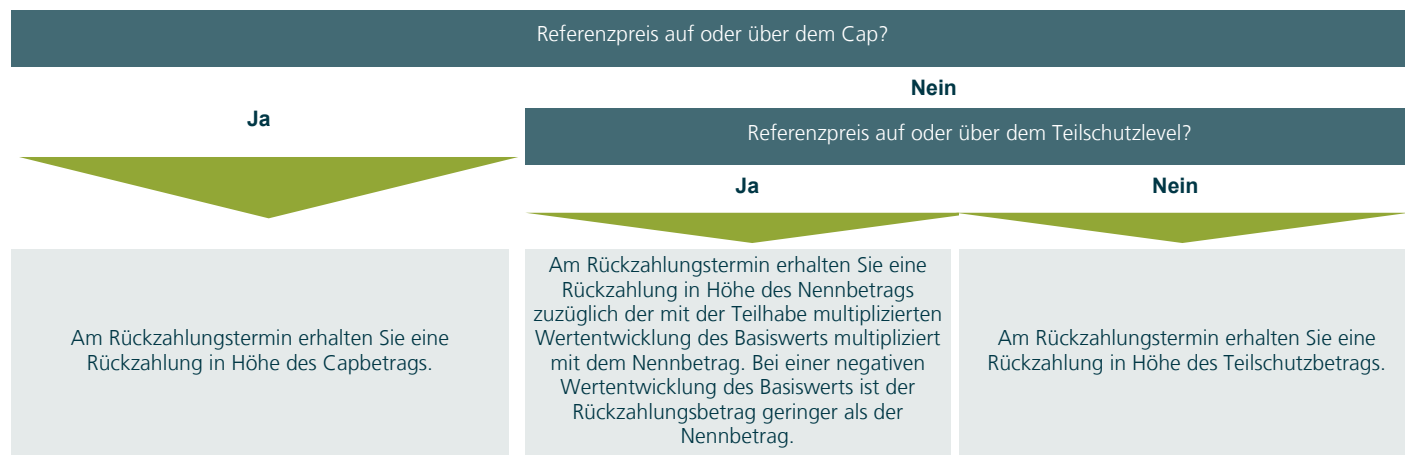 Referenzpreis auf oder über dem Cap?
Ja
Nein
Referenzpreis auf oder über dem Teilschutzlevel?
Ja
Nein
Am Rückzahlungstermin erhalten Sie eine
Rückzahlung in Höhe des Capbetrags.
Am Rückzahlungstermin erhalten Sie eine
Rückzahlung in Höhe des Nennbetrags
zuzüglich der mit der Teilhabe multiplizierten
Wertentwicklung des Basiswerts multipliziert
mit dem Nennbetrag. Bei einer negativen
Wertentwicklung des Basiswerts ist der
Rückzahlungsbetrag geringer als der
Nennbetrag.
Am Rückzahlungstermin erhalten Sie eine
Rückzahlung in Höhe des Teilschutzbetrags.